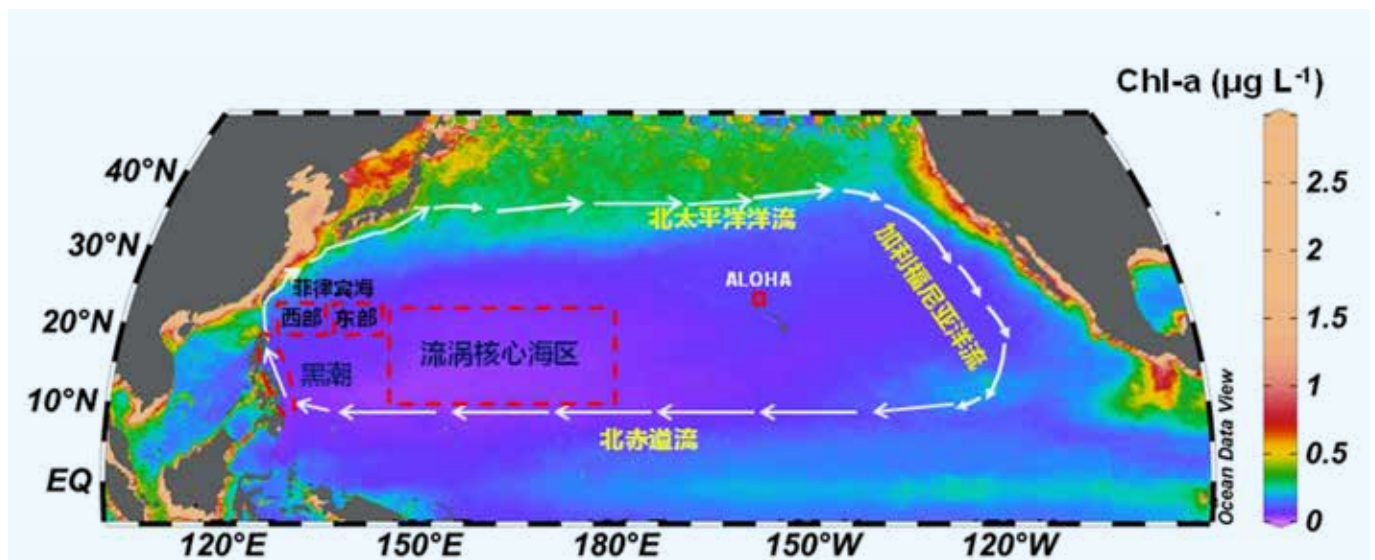 Chl-a (μg L-1)
40°N
30°N
20°N
10°N
EQ
北太平洋洋流
加利福尼亚洋流
ALOHA
菲律宾海
西部
东部
流涡核心海区
黑潮
北赤道流
2.5
2
1.5
1
0.5
0
Ocean Data View
120°E
150°E
180°E
150°W
120°W